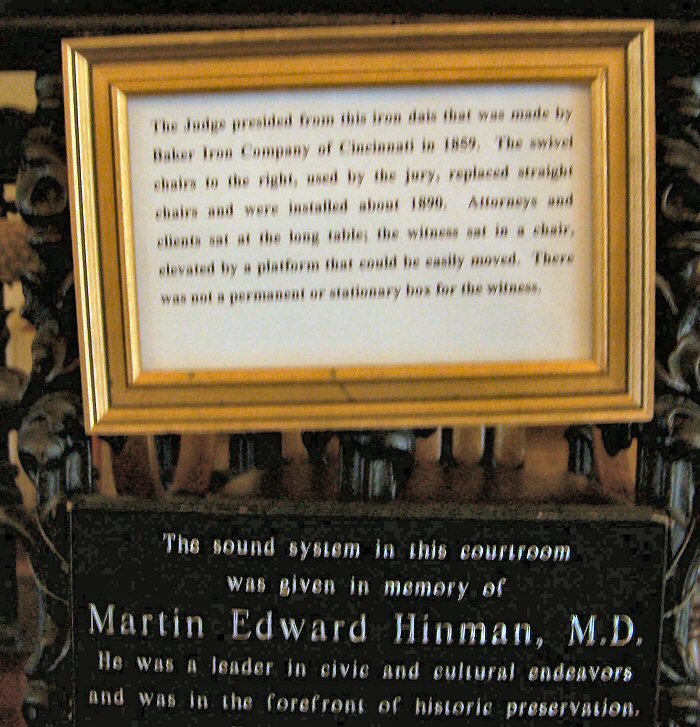 The Judge presided from this iron dais that was made by
Baker Iron Company of Cincinnati in 1859. The swivel
chairs to the right, used by the jury, replaced straight
chairs and were installed about 1890. Attorneys and
clients sat at the long table; the witness sat in a chair,
elevated by a platform that could be easily moved. There
was not a permanent or stationary box for the witness.
The sound system in this courtroom
was given in memory of
Martin Edward Hinman, M.D.
He was a leader in civic and cultural endeavors
and was in the forefront of historic preservation.